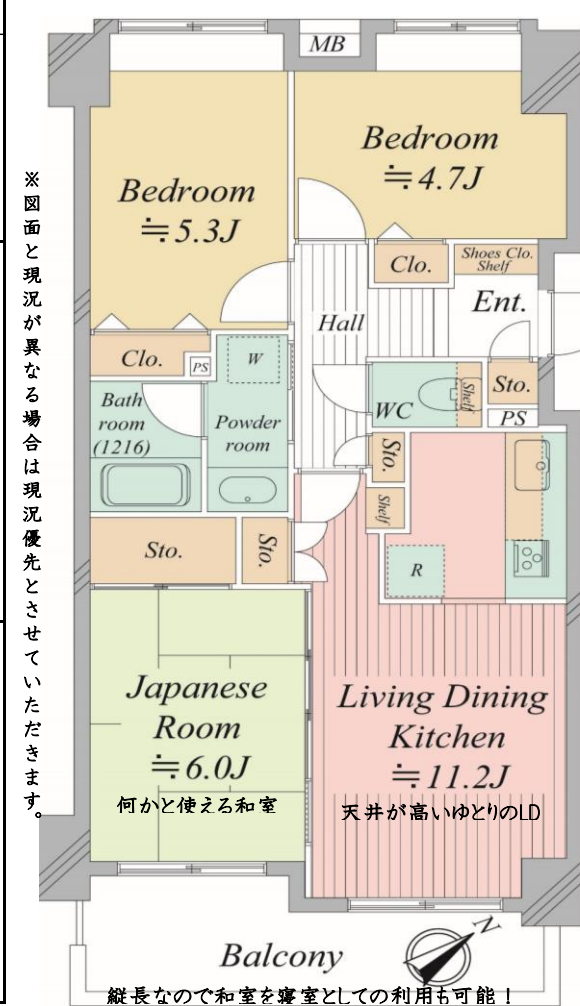 MB
Bedroom
≒4.7J
Bedroom
≒5.3J
Clo.
Shoes Clo.
Shelf
Ent.
Hall
Clo.
PS
W
Bath
room
(1216)
Powder
room
WC
Shelf
Sto.
PS
Sto.
Shelf
R
Sto.
Sto.
Japanese
Room
≒6.0J
何かと使える和室
Living Dining
Kitchen
≒11.2J
天井が高いゆとりのLD
Balcony
N
縦長なので和室を寝室としての利用も可能!
※図面と現況が異なる場合は現況優先とさせていただきます。